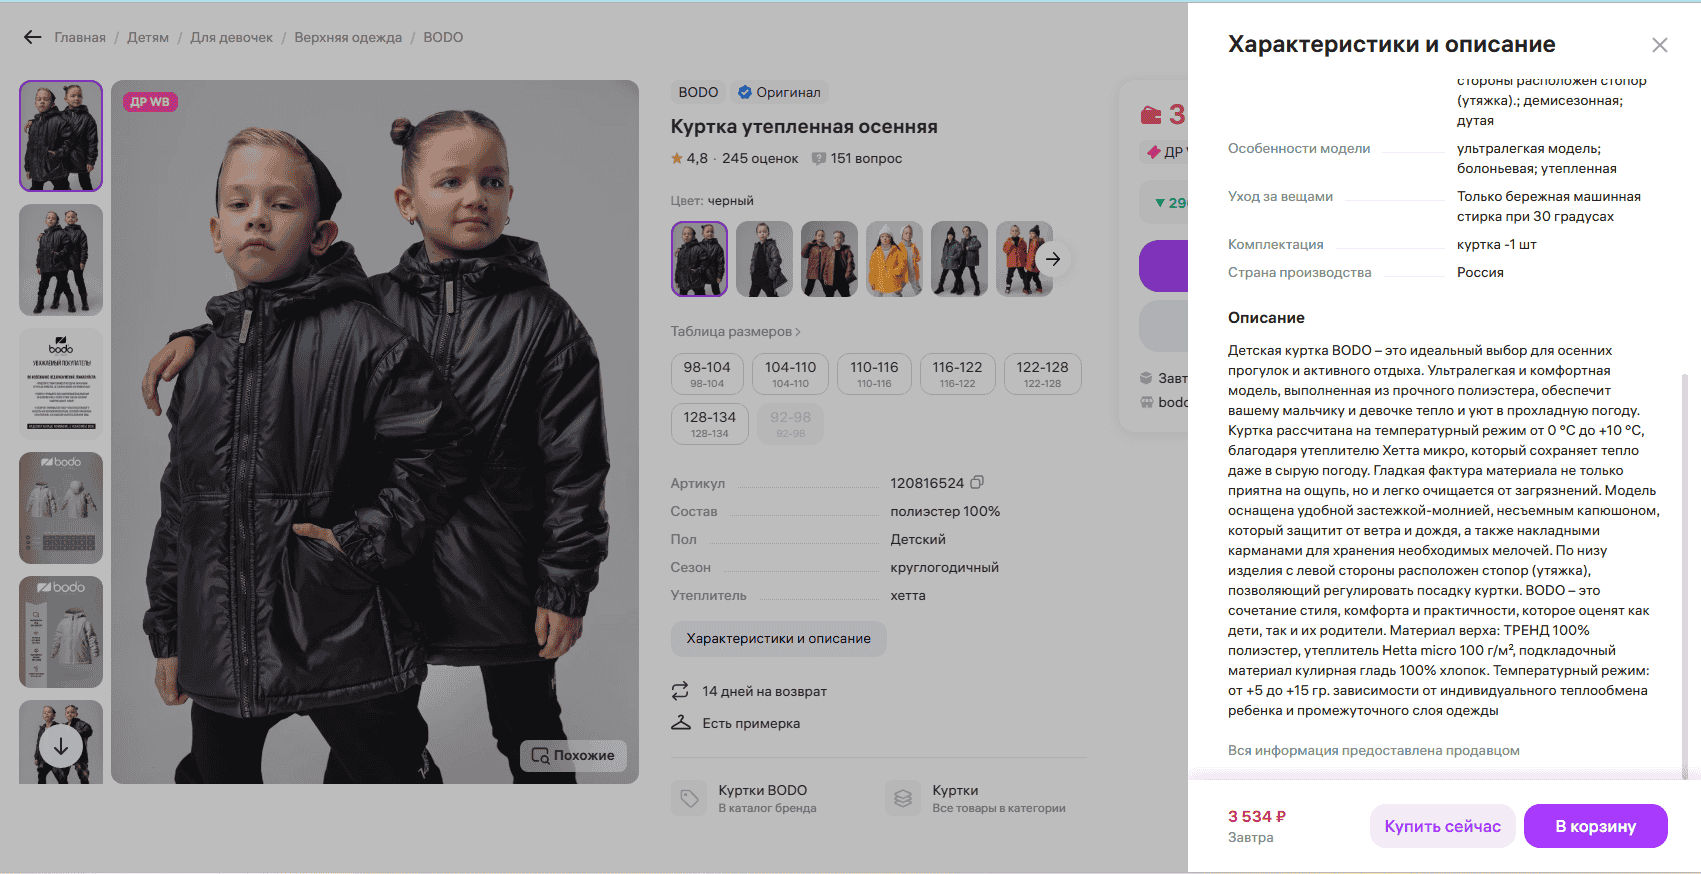 Главная / Детям / Для девочек / Верхняя одежда / BODO
ДР WB
bodo
УВАЖАЕМЫЙ ПОКУПАТЕЛЬ!
bodo
bodo
Похожие
BODO
Оригинал
Куртка утепленная осенняя
4,8 · 245 оценок
151 вопрос
Цвет: черный
Таблица размеров
98-104
98-104
104-110
104-110
110-116
110-116
116-122
116-122
122-128
122-128
128-134
128-134
92-98
92-98
Артикул 120816524
Состав полиэстер 100%
Пол Детский
Сезон круглогодичный
Утеплитель хетта
Характеристики и описание
14 дней на возврат
Есть примерка
Куртки BODO
В каталог бренда
Куртки
Все товары в категории
3
ДР
29
Завт
bodo
Характеристики и описание
стороны расположен стопор
(утяжка).; демисезонная;
дутая
Особенности модели ультралегкая модель;
болоньевая; утепленная
Уход за вещами Только бережная машинная
стирка при 30 градусах
Комплектация куртка -1 шт
Страна производства Россия
Описание
Детская куртка BODO – это идеальный выбор для осенних
прогулок и активного отдыха. Ультралегкая и комфортная
модель, выполненная из прочного полиэстера, обеспечит
вашему мальчику и девочке тепло и уют в прохладную погоду.
Куртка рассчитана на температурный режим от 0 °C до +10 °C,
благодаря утеплителю Хетта микро, который сохраняет тепло
даже в сырую погоду. Гладкая фактура материала не только
приятна на ощупь, но и легко очищается от загрязнений. Модель
оснащена удобной застежкой-молнией, несъемным капюшоном,
который защитит от ветра и дождя, а также накладными
карманами для хранения необходимых мелочей. По низу
изделия с левой стороны расположен стопор (утяжка),
позволяющий регулировать посадку куртки. BODO – это
сочетание стиля, комфорта и практичности, которое оценят как
дети, так и их родители. Материал верха: ТРЕНД 100%
полиэстер, утеплитель Hetta micro 100 г/м², подкладочный
материал кулирная гладь 100% хлопок. Температурный режим:
от +5 до +15 гр. зависимости от индивидуального теплообмена
ребенка и промежуточного слоя одежды
Вся информация предоставлена продавцом
3 534 ₽
Завтра
Купить сейчас
В корзину